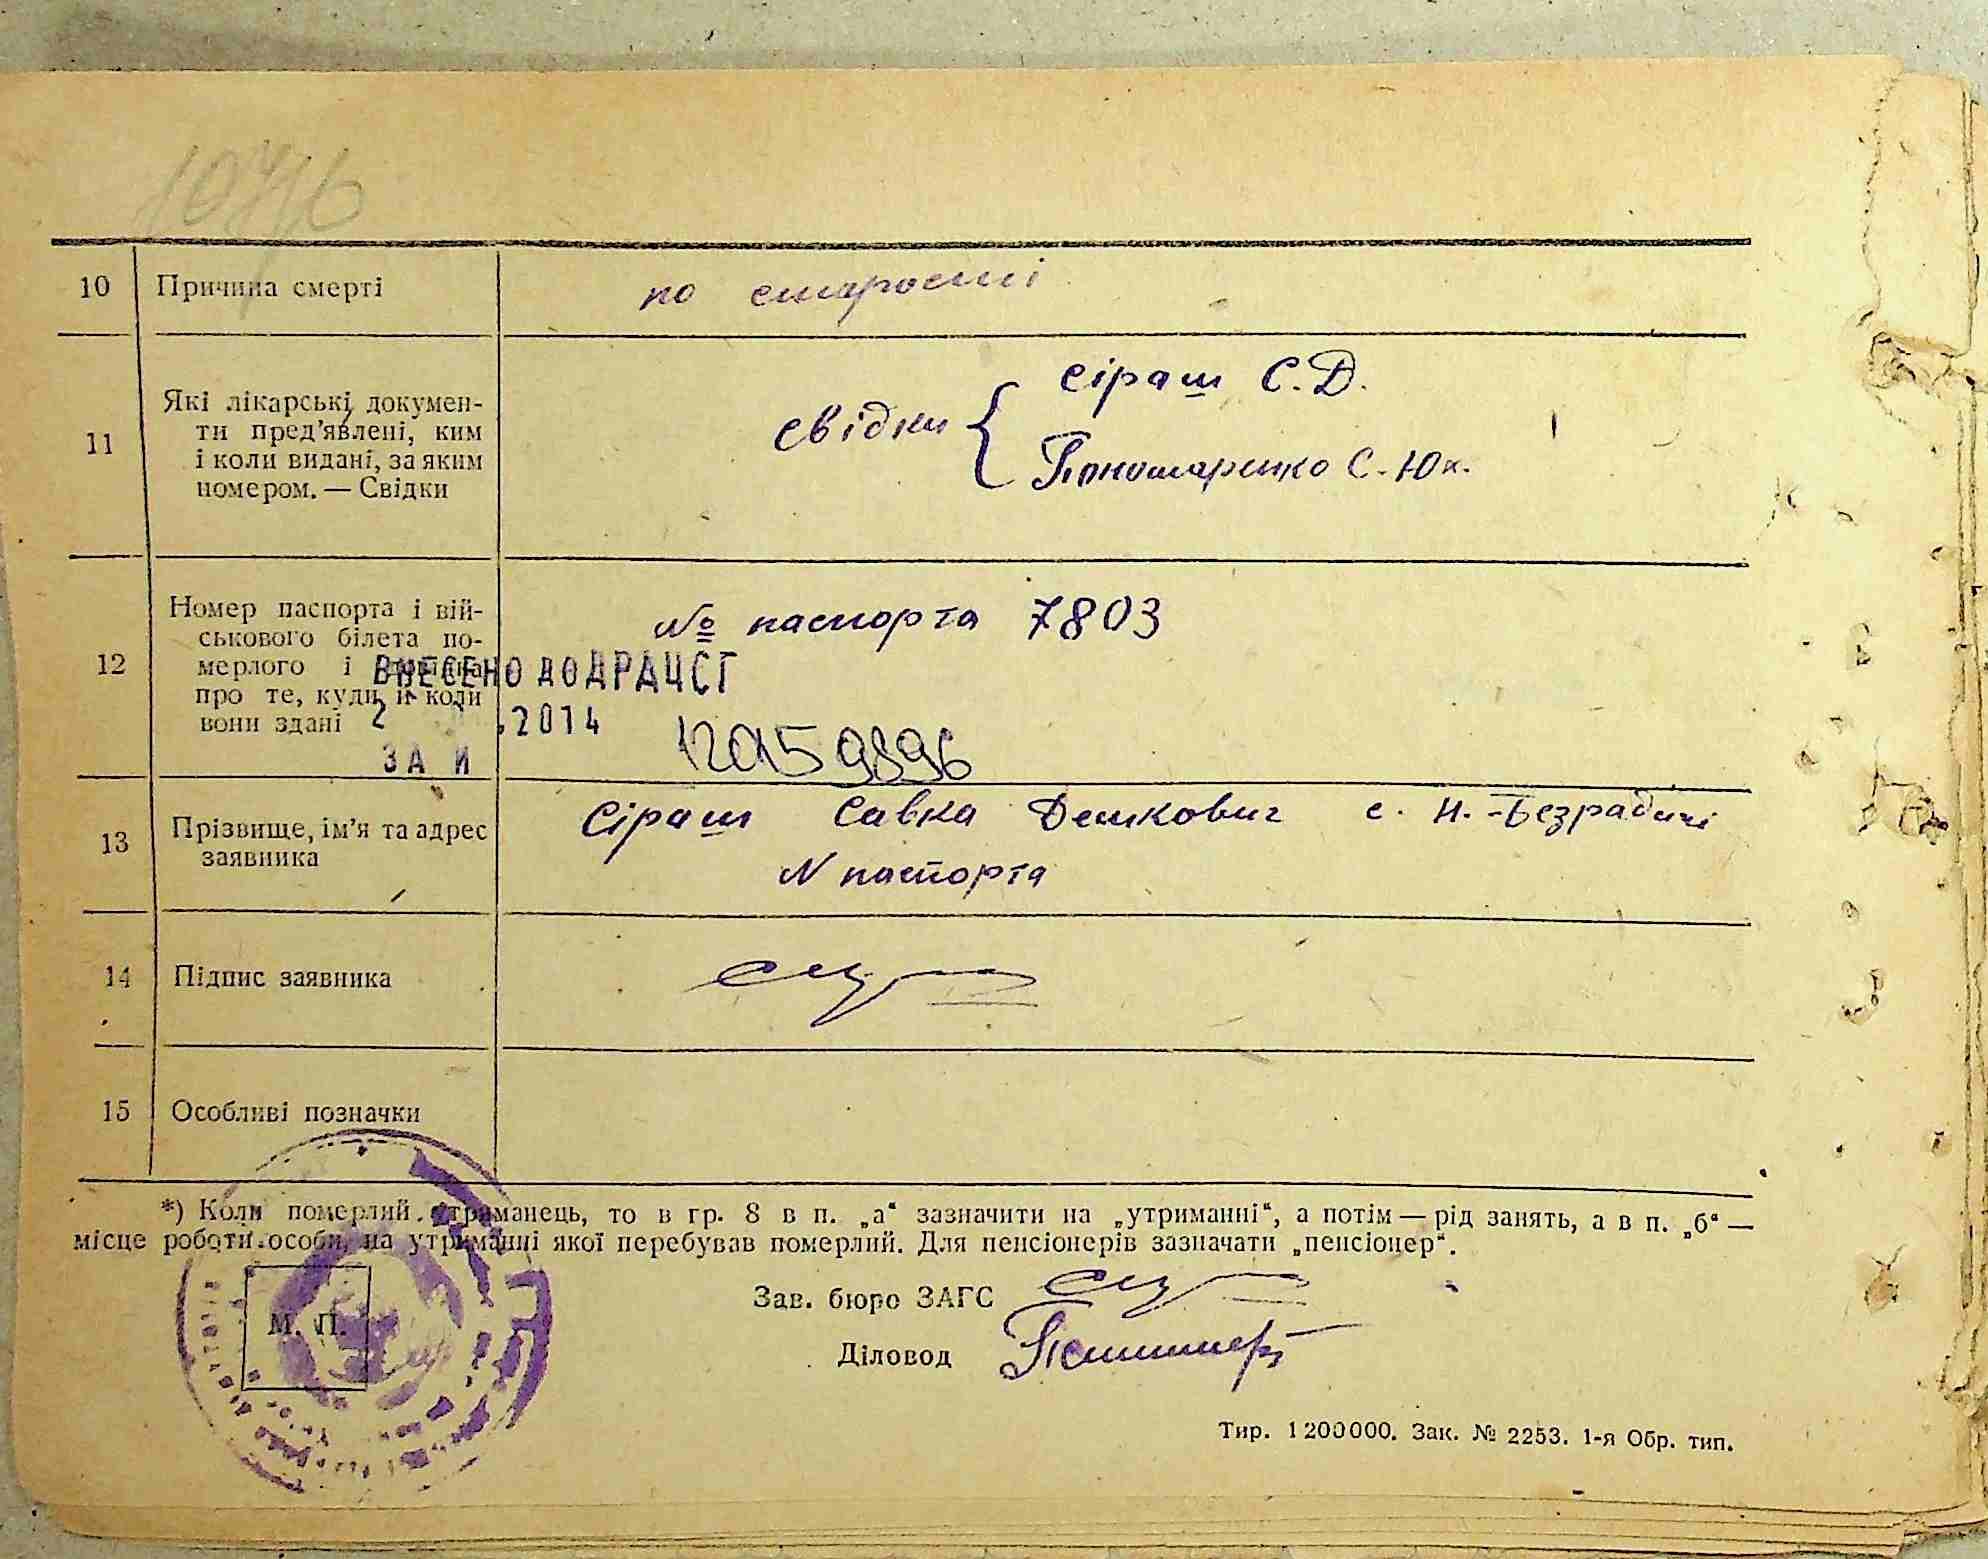 10
Причина смерті
по старості
11
Які лікарські докумен-
ти пред'явлені, ким
і коли видані, за яким
номером. — Свідки
свідки
Сіраш С.Д.
Пономаренко С. Юх.
12
Номер паспорта і вій-
ськового білета по-
мерлого і
про те, куди й коли
вони здані
№ паспорта 7803
ВНЕСЕНО ДО ДРАЦСГ
2 .2014
ЗА И
13
Прізвище, ім'я та адрес
заявника
Сіраш Савка Демкович с. Н.-Безрадичі
N паспорта
14
Підпис заявника
15
Особливі позначки
*) Коли померлий утриманець, то в гр. 8 в п. „а“ зазначити на „утриманні“, а потім — рід занять, а в п. „б“ —
місце роботи особи, на утриманні якої перебував померлий. Для пенсіонерів зазначати „пенсіонер“.
М. П.
Зав. бюро ЗАГС
Діловод
Тир. 1200000. Зак. № 2253. 1-я Обр. тип.